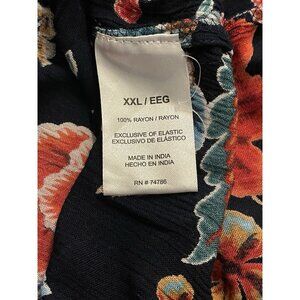 XXL / EEG
100% RAYON / RAYON
EXCLUSIVE OF ELASTIC
EXCLUSIVO DE ELÁSTICO
MADE IN INDIA
HECHO EN INDIA
RN # 74786